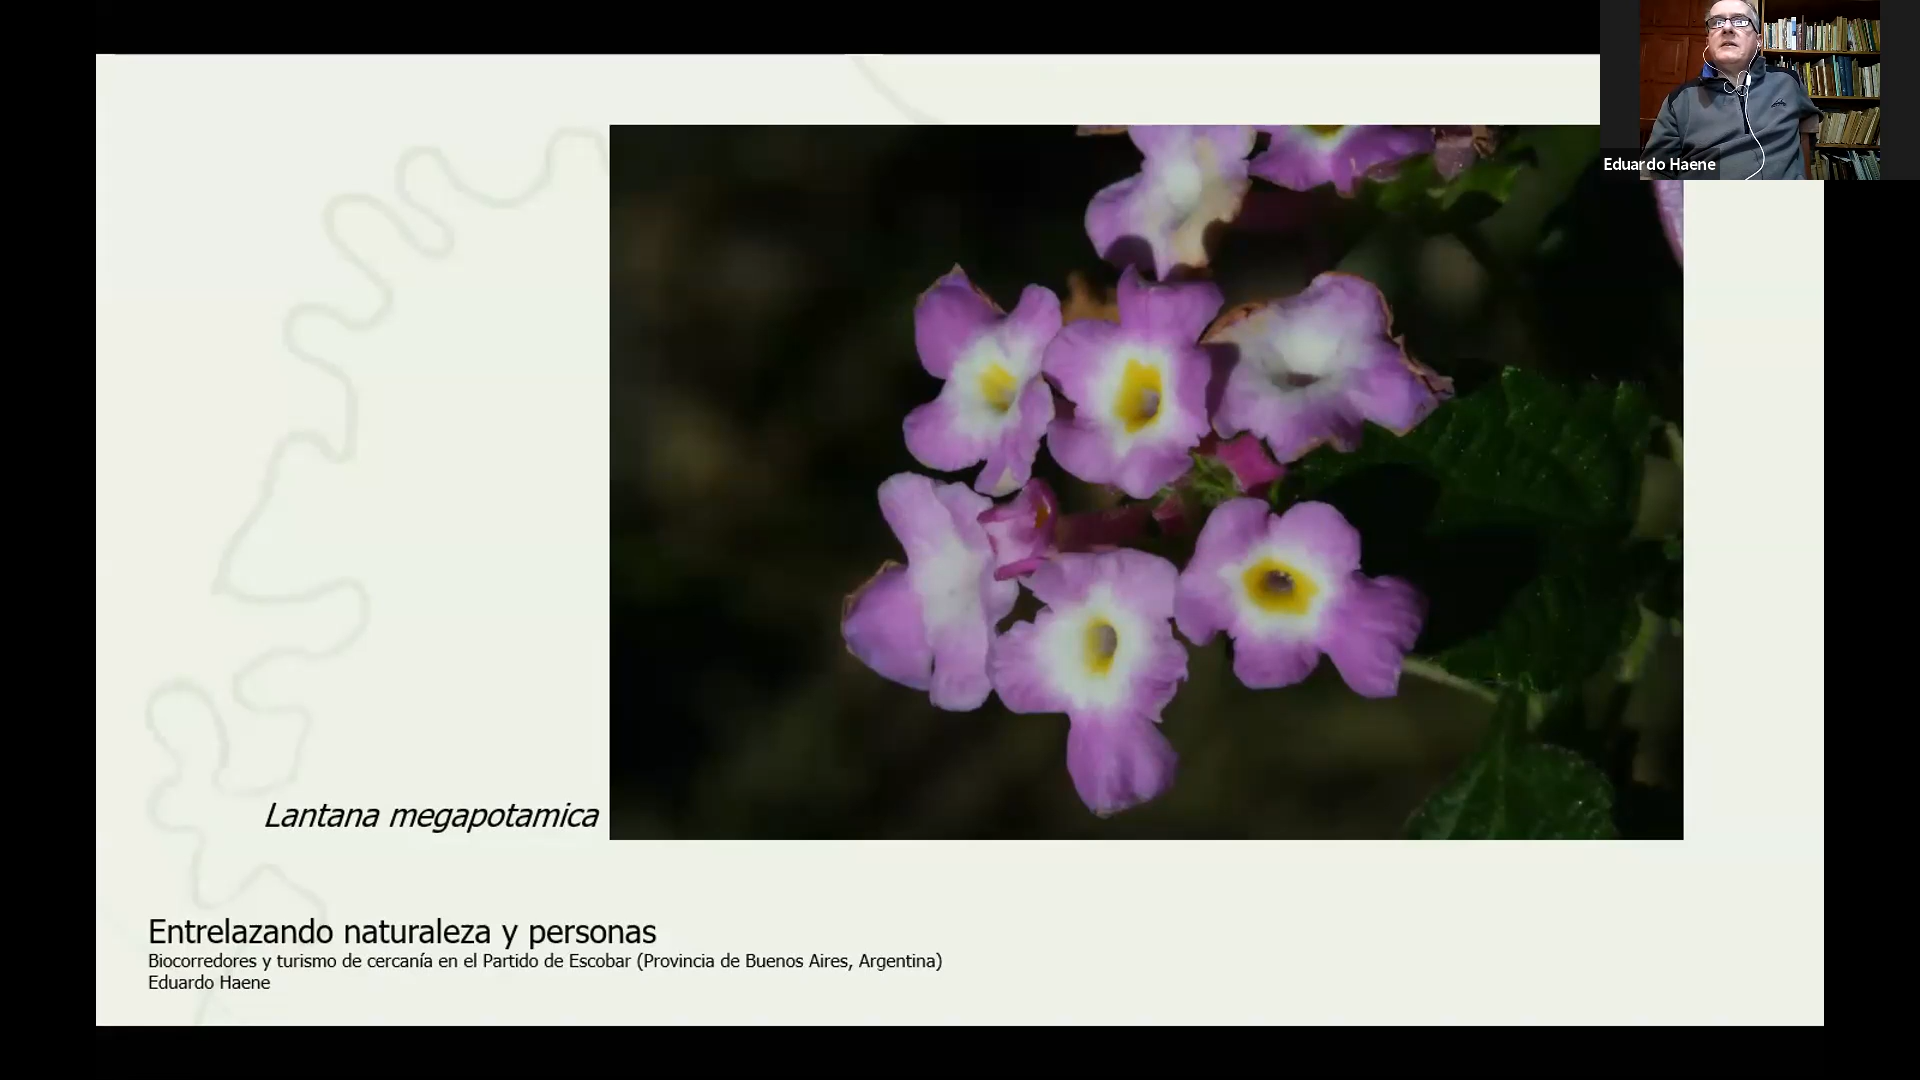 Eduardo Haene
Lantana megapotamica
Entrelazando naturaleza y personas
Biocorredores y turismo de cercanía en el Partido de Escobar (Provincia de Buenos Aires, Argentina)
Eduardo Haene